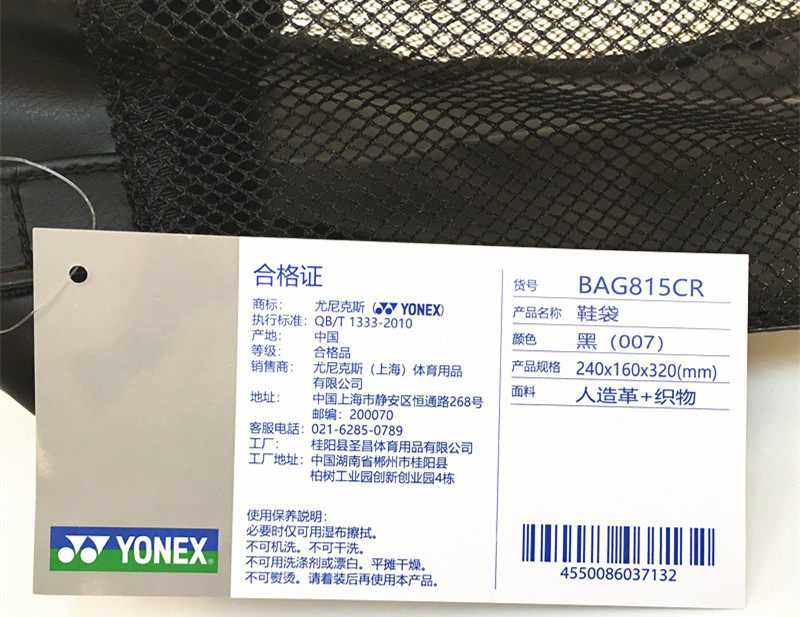 合格证
商标： 尤尼克斯（YONEX）
执行标准：QB/T 1333-2010
产地： 中国
等级： 合格品
销售商： 尤尼克斯（上海）体育用品
有限公司
地址： 中国上海市静安区恒通路268号
邮编：200070
客服电话：021-6285-0789
工厂： 桂阳县圣昌体育用品有限公司
工厂地址：中国湖南省郴州市桂阳县
柏树工业园创新创业园4栋
使用保养説明：
必要时仅可用湿布擦拭。
不可机洗。不可干洗。
不可用洗涤剂或漂白。平摊干燥。
不可熨烫。请着装后再使用本产品。
货号 BAG815CR
产品名称 鞋袋
颜色 黑（007）
产品规格 240x160x320(mm)
面料 人造革+织物
4550086037132
YONEX®